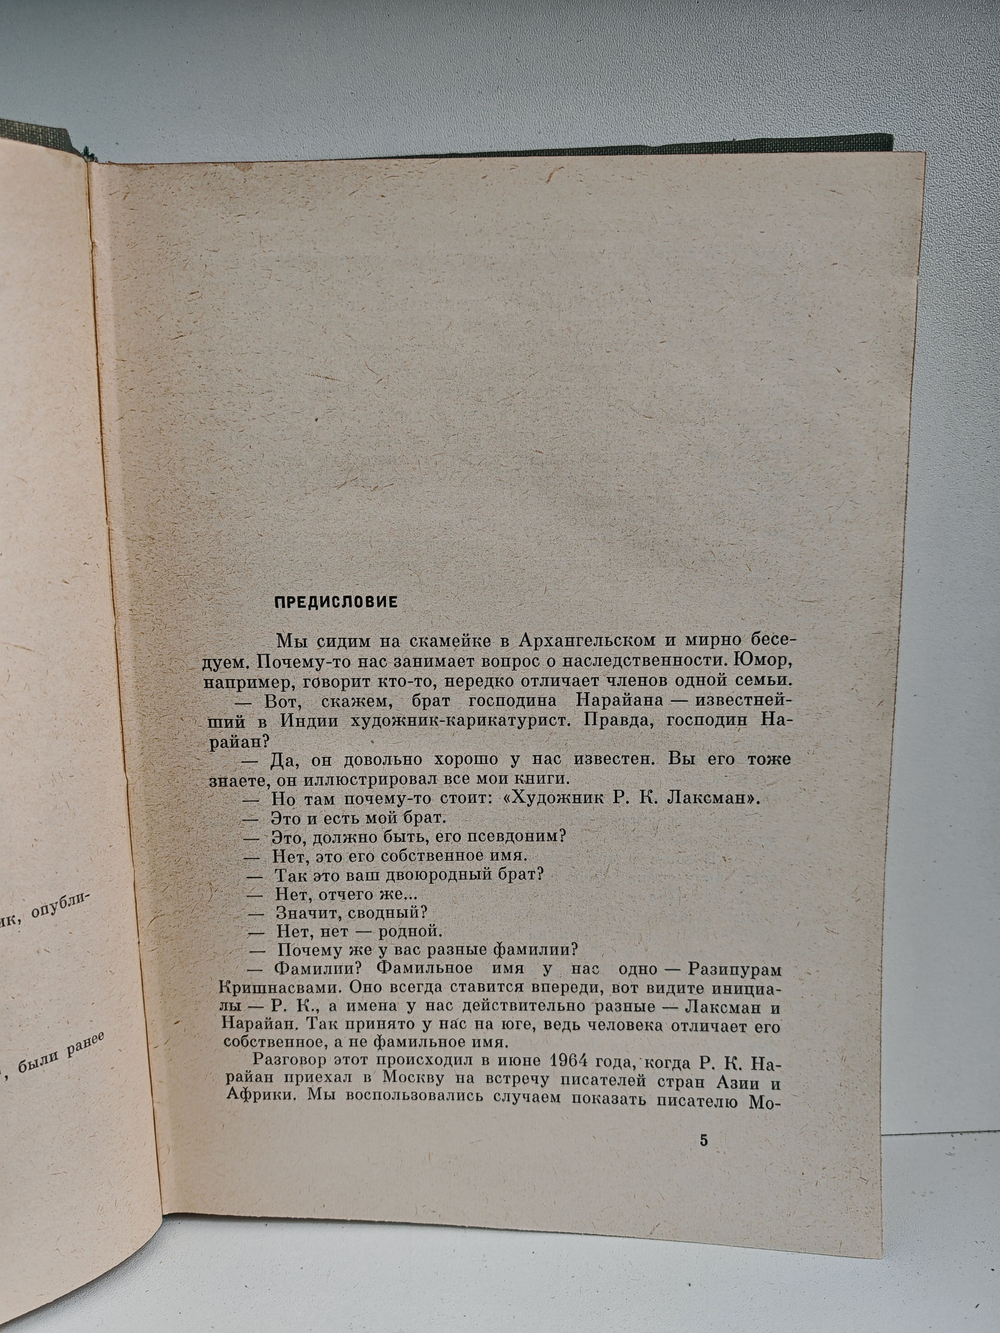 ик, опубли-
, были ранее
ПРЕДИСЛОВИЕ
Мы сидим на скамейке в Архангельском и мирно бесе-
дуем. Почему-то нас занимает вопрос о наследственности. Юмор,
например, говорит кто-то, нередко отличает членов одной семьи.
— Вот, скажем, брат господина Нарайана — известней-
ший в Индии художник-карикатурист. Правда, господин На-
райан?
— Да, он довольно хорошо у нас известен. Вы его тоже
знаете, он иллюстрировал все мои книги.
— Но там почему-то стоит: «Художник Р. К. Лаксман».
— Это и есть мой брат.
— Это, должно быть, его псевдоним?
— Нет, это его собственное имя.
— Так это ваш двоюродный брат?
— Нет, отчего же...
— Значит, сводный?
— Нет, нет — родной.
— Почему же у вас разные фамилии?
— Фамилии? Фамильное имя у нас одно — Разипурам
Кришнасвами. Оно всегда ставится впереди, вот видите инициа-
лы — Р. К., а имена у нас действительно разные — Лаксман и
Нарайан. Так принято у нас на юге, ведь человека отличает его
собственное, а не фамильное имя.
Разговор этот происходил в июне 1964 года, когда Р. К. На-
райан приехал в Москву на встречу писателей стран Азии и
Африки. Мы воспользовались случаем показать писателю Мо-
5